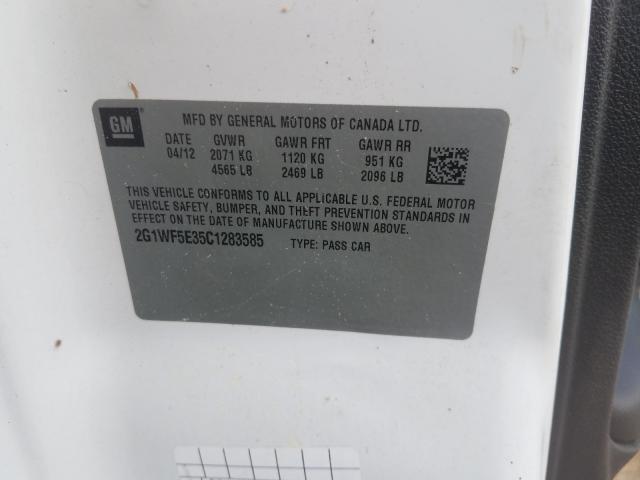 GM
MFD BY GENERAL MOTORS OF CANADA LTD.
DATE GVWR GAWR FRT GAWR RR
04/12 2071 KG 1120 KG 951 KG
4565 LB 2469 LB 2096 LB
THIS VEHICLE CONFORMS TO ALL APPLICABLE U.S. FEDERAL MOTOR
VEHICLE SAFETY, BUMPER, AND THEFT PREVENTION STANDARDS IN
EFFECT ON THE DATE OF MANUFACTURE SHOWN ABOVE.
2G1WF5E35C1283585 TYPE: PASS CAR